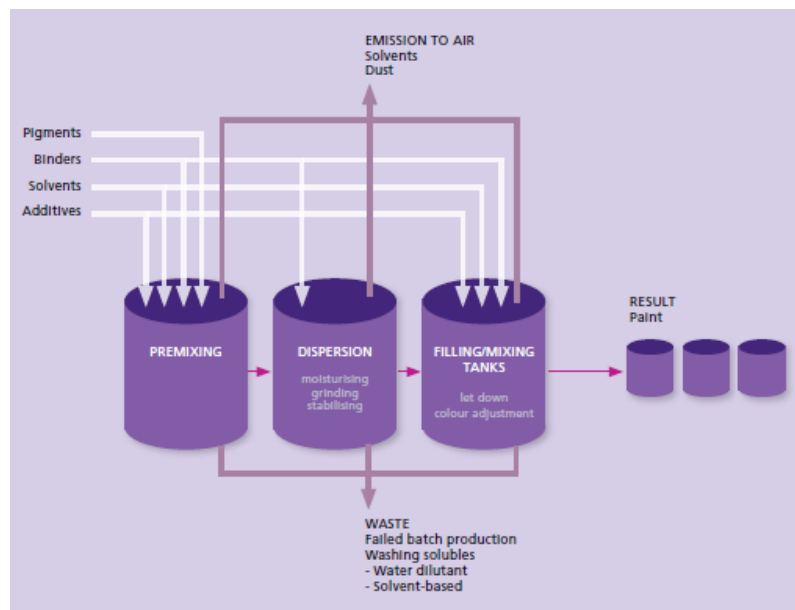 EMISSION TO AIR
Solvents
Dust
Pigments
Binders
Solvents
Additives
PREMIXING
DISPERSION
moisturising
grinding
stabilising
FILLING/MIXING
TANKS
let down
colour adjustment
RESULT
Paint
WASTE
Failed batch production
Washing solubles
- Water dilutant
- Solvent-based